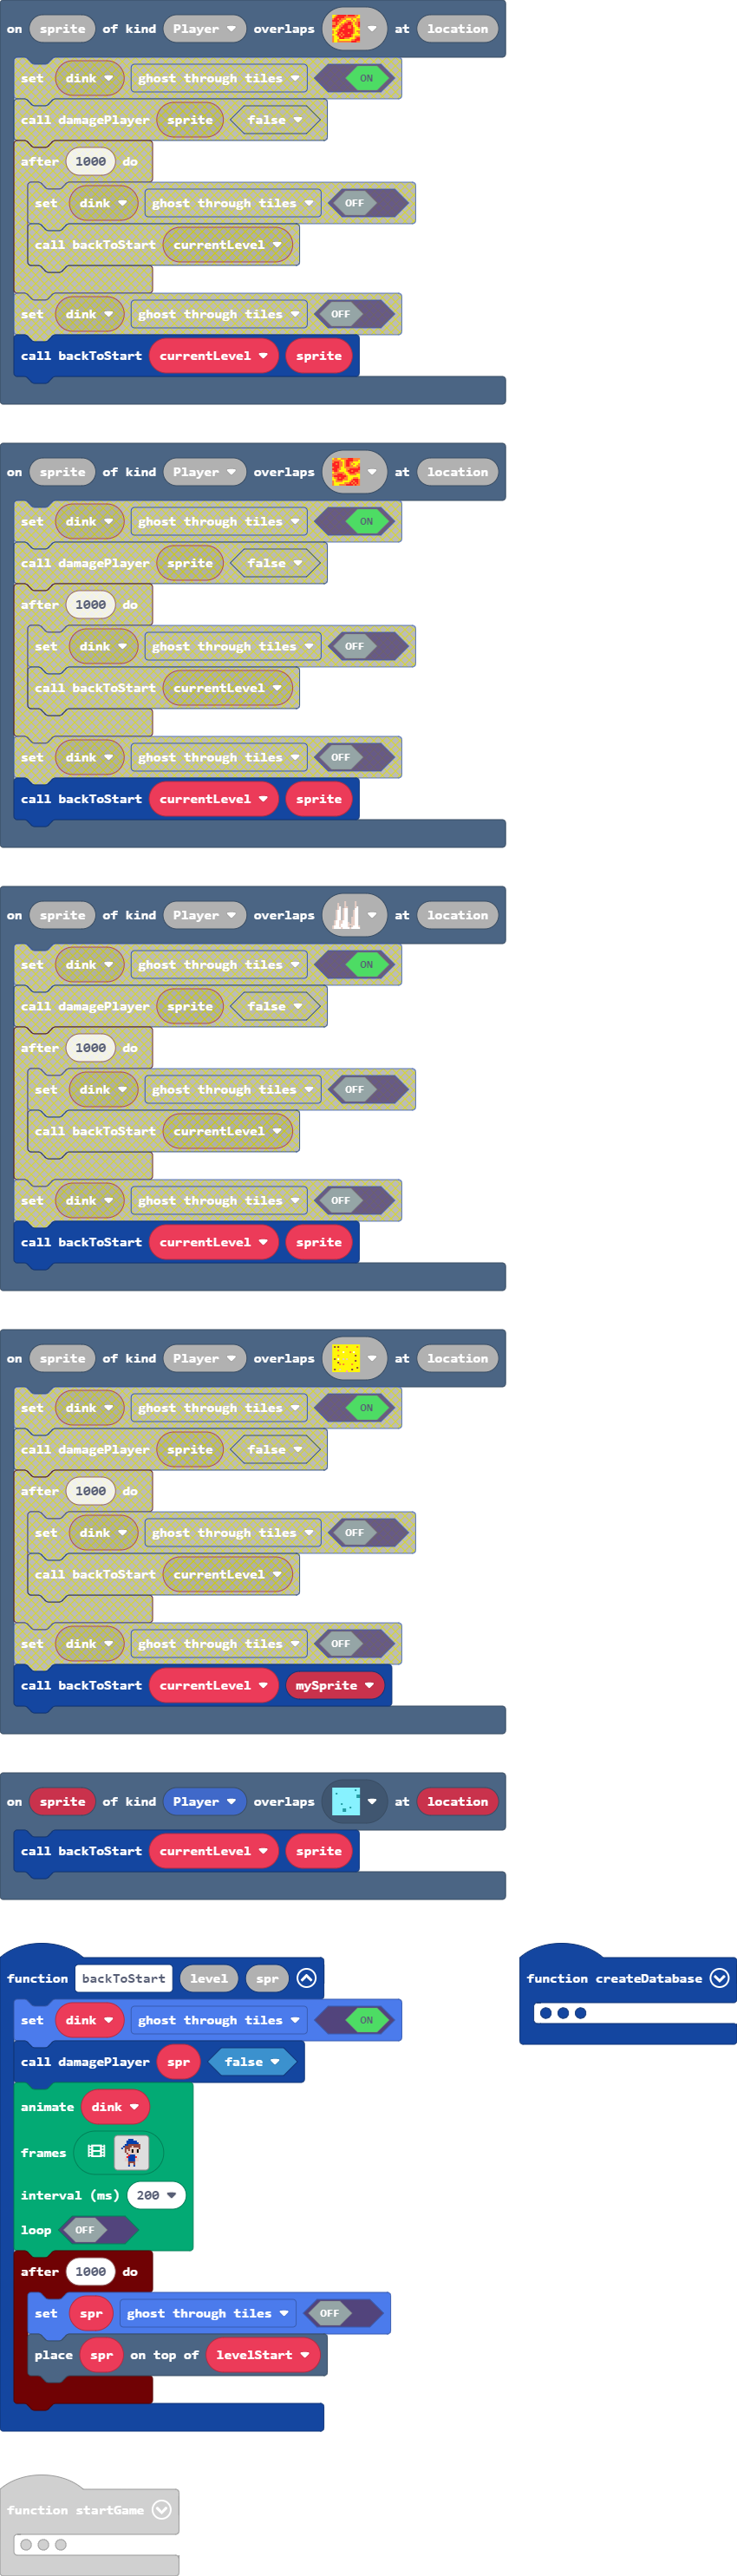 on sprite of kind Player overlaps at location
set dink ghost through tiles ON
call damagePlayer sprite false
after 1000 do
set dink ghost through tiles OFF
call backToStart currentLevel
set dink ghost through tiles OFF
call backToStart currentLevel sprite
on sprite of kind Player overlaps at location
set dink ghost through tiles ON
call damagePlayer sprite false
after 1000 do
set dink ghost through tiles OFF
call backToStart currentLevel
set dink ghost through tiles OFF
call backToStart currentLevel sprite
on sprite of kind Player overlaps at location
set dink ghost through tiles ON
call damagePlayer sprite false
after 1000 do
set dink ghost through tiles OFF
call backToStart currentLevel
set dink ghost through tiles OFF
call backToStart currentLevel sprite
on sprite of kind Player overlaps at location
set dink ghost through tiles ON
call damagePlayer sprite false
after 1000 do
set dink ghost through tiles OFF
call backToStart currentLevel
set dink ghost through tiles OFF
call backToStart currentLevel mySprite
on sprite of kind Player overlaps at location
call backToStart currentLevel sprite
function backToStart level spr
set dink ghost through tiles ON
call damagePlayer spr false
animate dink
frames
interval (ms) 200
loop OFF
after 1000 do
set spr ghost through tiles OFF
place spr on top of levelStart
function createDatabase
function startGame